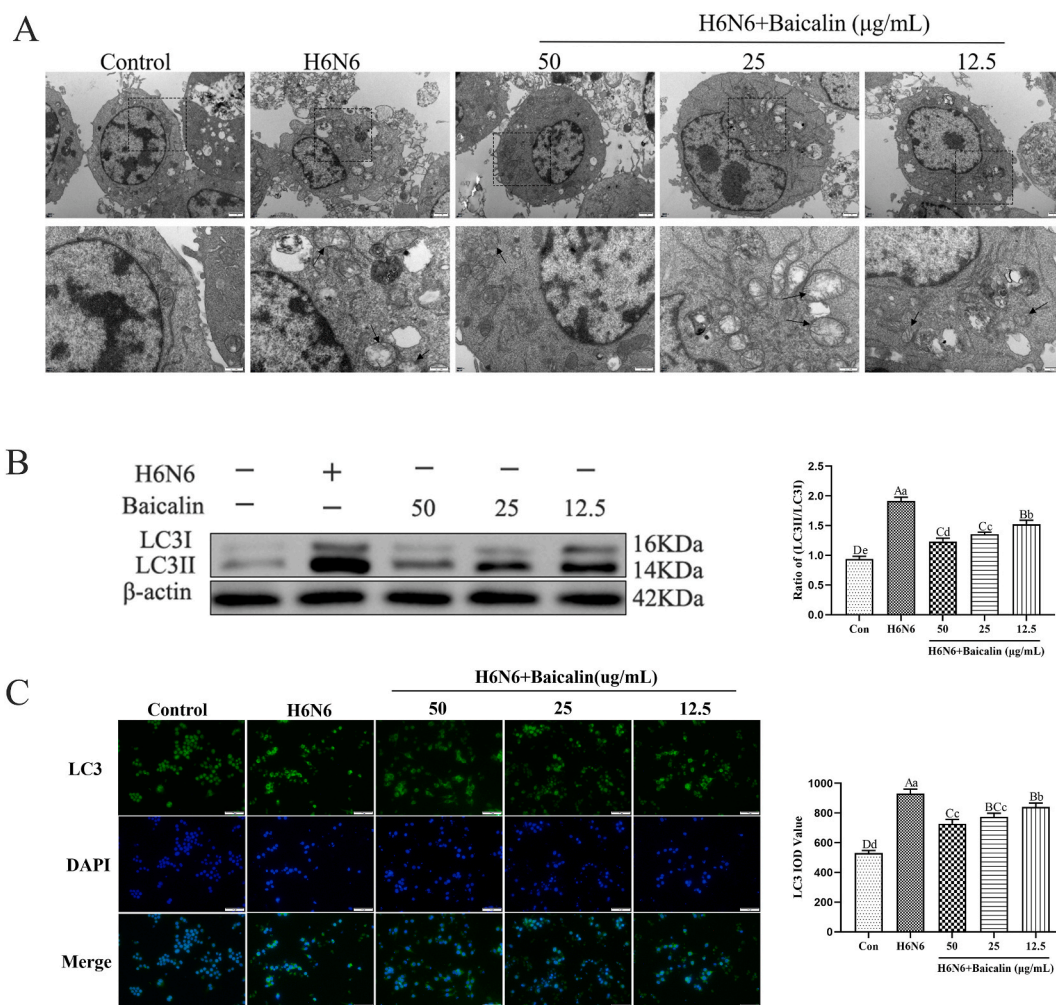 A
H6N6+Baicalin (μg/mL)
Control H6N6 50 25 12.5
B
H6N6 – + – – –
Baicalin – – 50 25 12.5
LC3I 16KDa
LC3II 14KDa
β-actin 42KDa
Ratio of (LC3II/LC3I)
2.5
2.0
1.5
1.0
0.5
0.0
De Aa Cd Cc Bb
Con H6N6 50 25 12.5
H6N6+Baicalin (μg/mL)
C
H6N6+Baicalin(ug/mL)
Control H6N6 50 25 12.5
LC3
DAPI
Merge
LC3 IOD Value
1000
800
600
400
200
0
Dd Aa Cc BCc Bb
Con H6N6 50 25 12.5
H6N6+Baicalin (μg/mL)